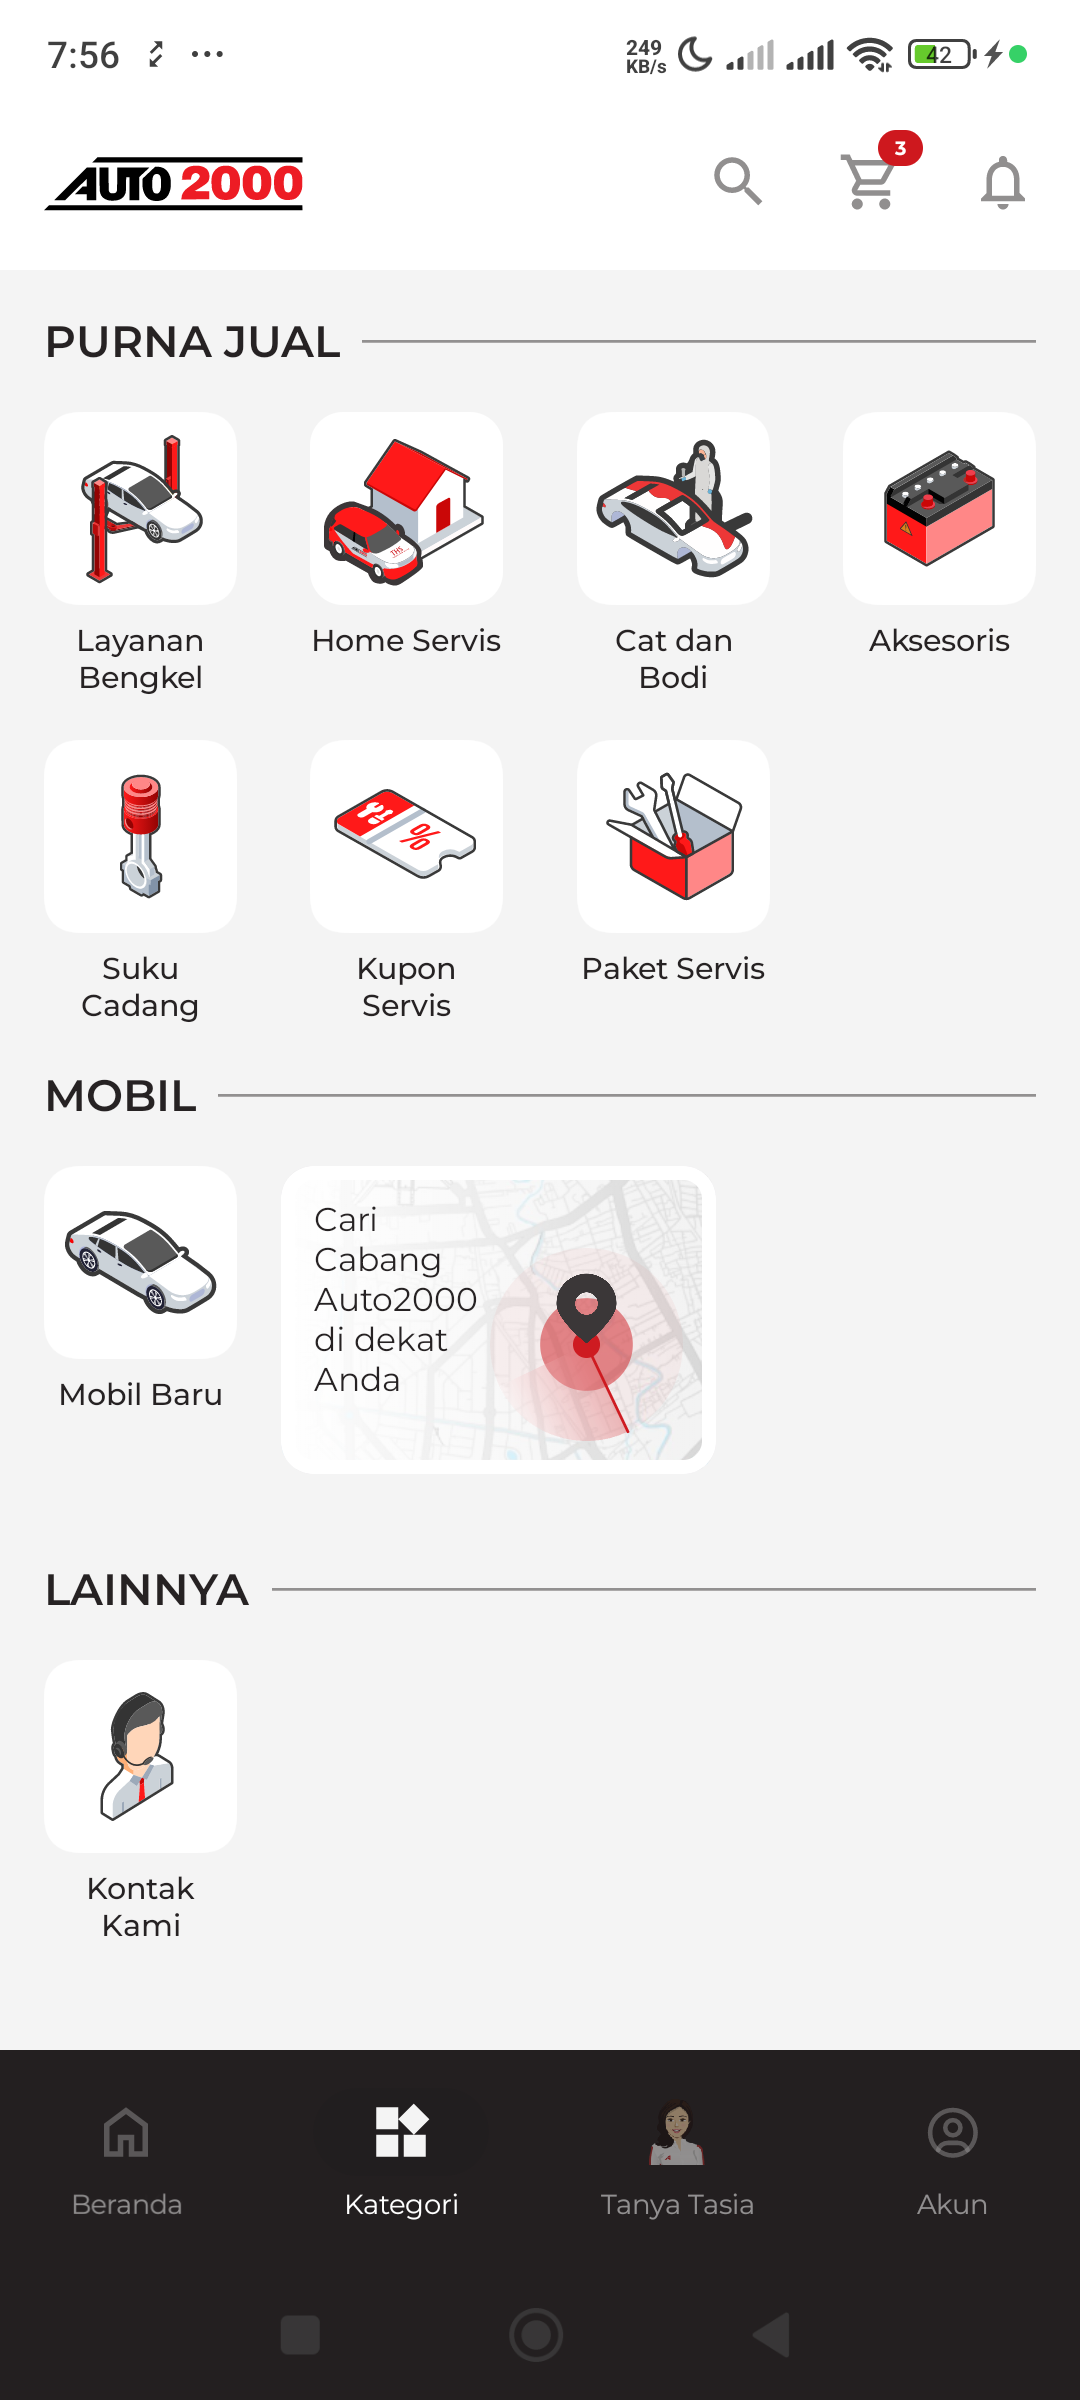 7:56
249
KB/s
42
AUTO 2000
3
PURNA JUAL
Layanan
Bengkel
Home Servis
Cat dan
Bodi
Aksesoris
Suku
Cadang
Kupon
Servis
Paket Servis
MOBIL
Mobil Baru
Cari
Cabang
Auto2000
di dekat
Anda
LAINNYA
Kontak
Kami
Beranda
Kategori
Tanya Tasia
Akun